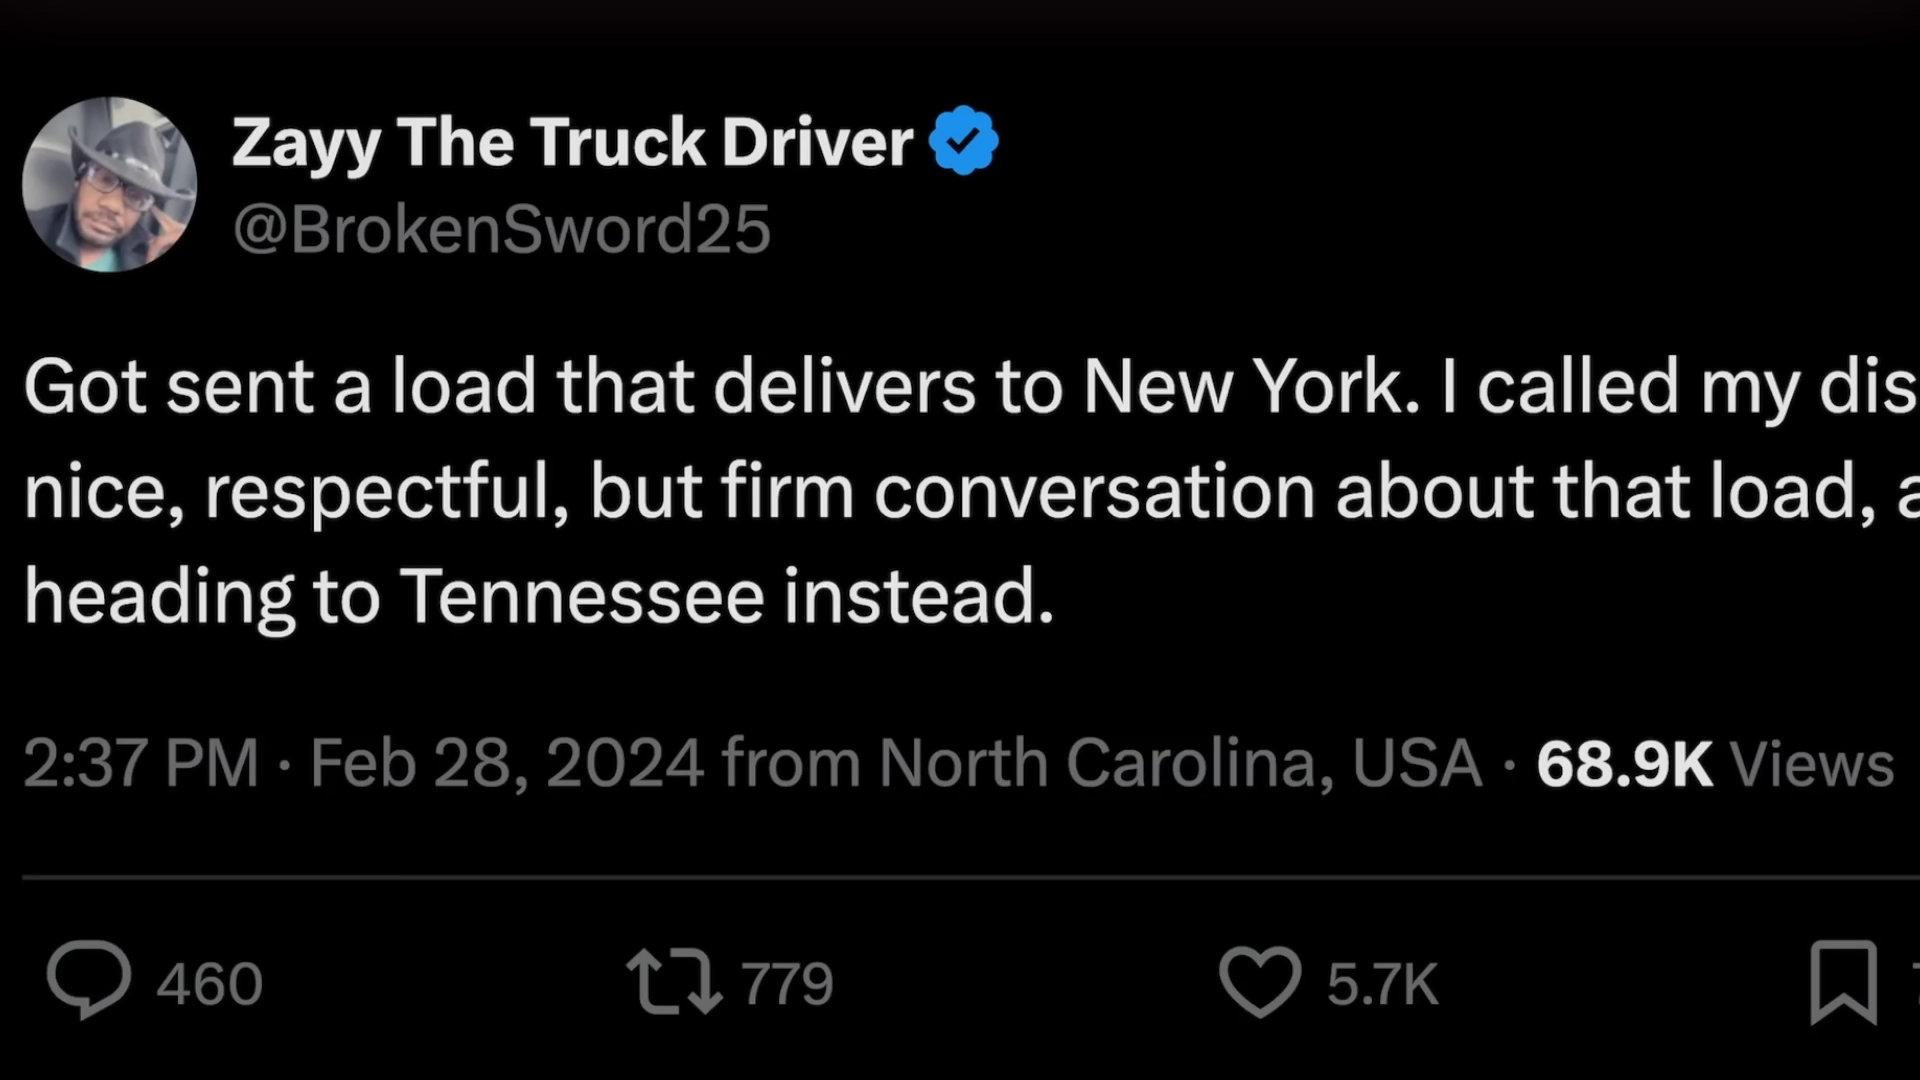 Zayy The Truck Driver
@BrokenSword25
Got sent a load that delivers to New York. I called my
nice, respectful, but firm conversation about that load,
heading to Tennessee instead.
2:37 PM · Feb 28, 2024 from North Carolina, USA · 68.9K Views
460 779 5.7K